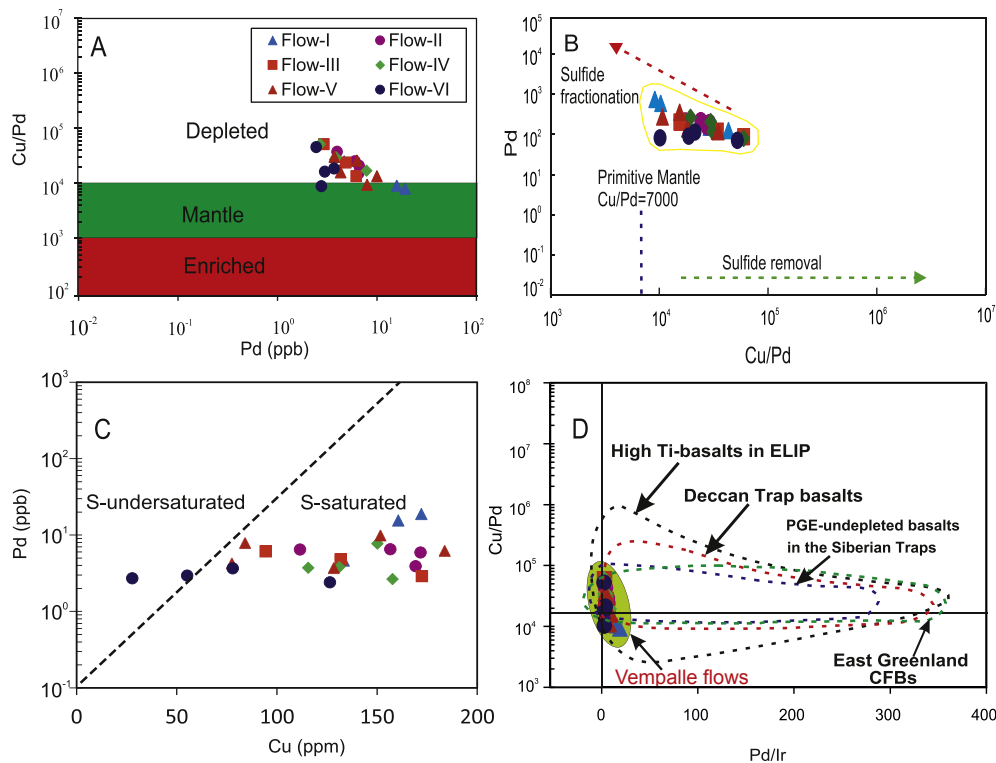 A
Flow-I
Flow-II
Flow-III
Flow-IV
Flow-V
Flow-VI
Depleted
Mantle
Enriched
Cu/Pd
10^7
10^6
10^5
10^4
10^3
10^2
10^-2
10^-1
10^0
10^1
10^2
Pd (ppb)
B
Sulfide
fractionation
Primitive Mantle
Cu/Pd=7000
Sulfide removal
Pd
10^5
10^4
10^3
10^2
10^1
10^0
10^-1
10^-2
10^3
10^4
10^5
10^6
10^7
Cu/Pd
C
S-undersaturated
S-saturated
Pd (ppb)
10^3
10^2
10^1
10^0
10^-1
0
50
100
150
200
Cu (ppm)
D
High Ti-basalts in ELIP
Deccan Trap basalts
PGE-undepleted basalts
in the Siberian Traps
East Greenland
CFBs
Vempalle flows
Cu/Pd
10^8
10^6
10^5
10^4
10^3
0
100
200
300
400
Pd/Ir